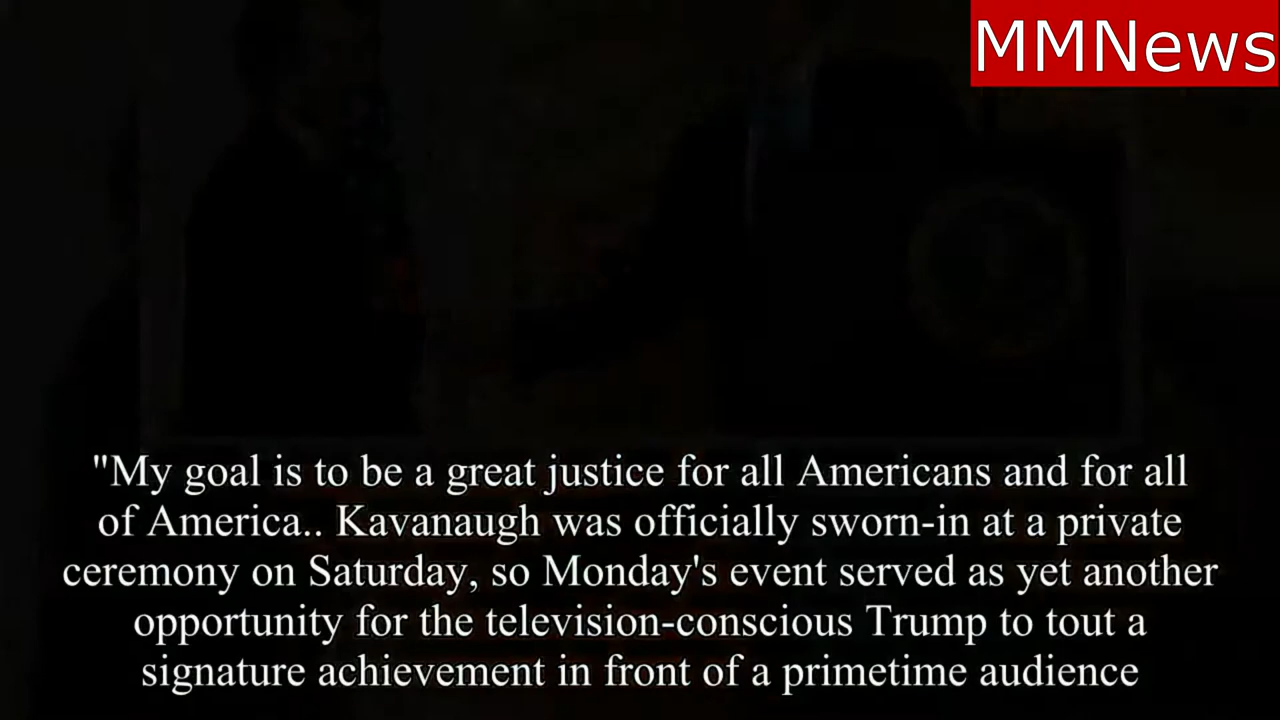 MMNews
"My goal is to be a great justice for all Americans and for all
of America.. Kavanaugh was officially sworn-in at a private
ceremony on Saturday, so Monday's event served as yet another
opportunity for the television-conscious Trump to tout a
signature achievement in front of a primetime audience